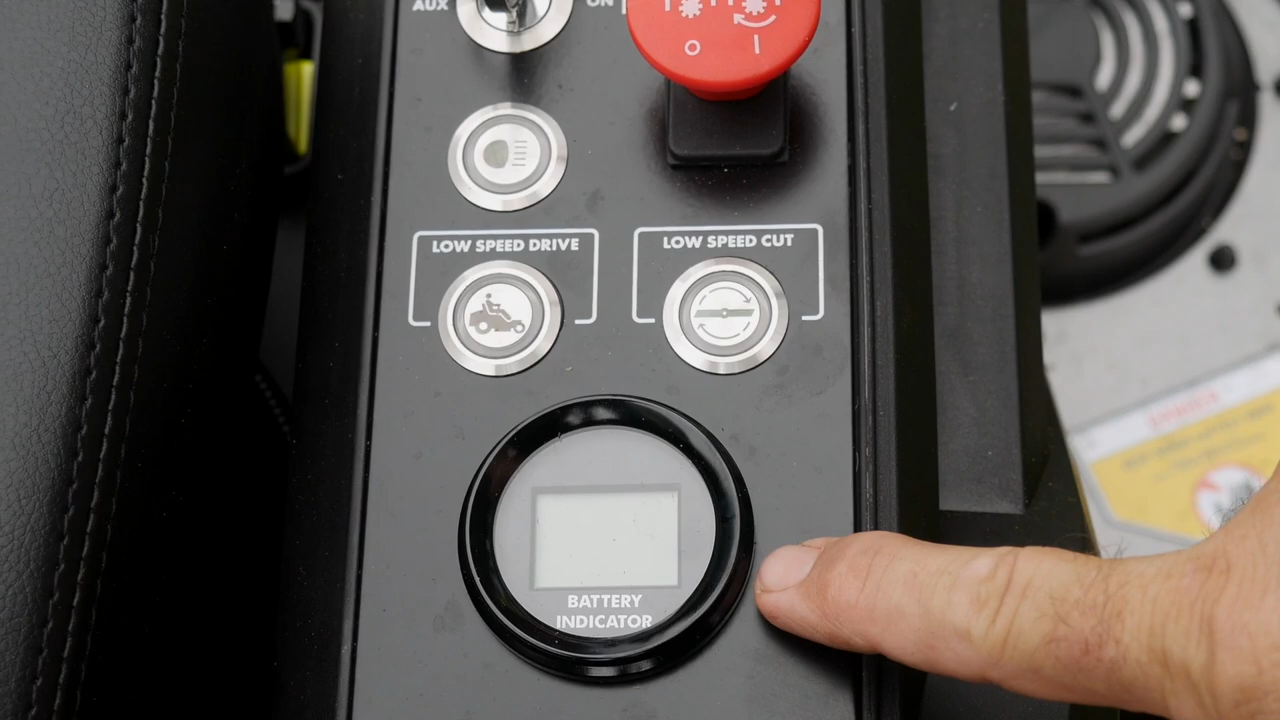 AUX
ON
LOW SPEED DRIVE
LOW SPEED CUT
BATTERY
INDICATOR